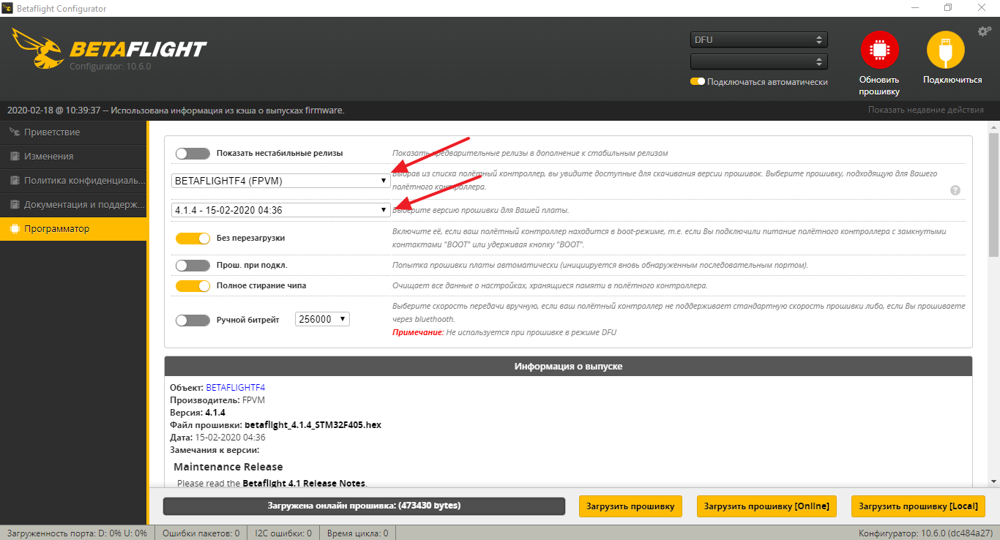 Betaflight Configurator
BETAFLIGHT
Configurator: 10.6.0
DFU
Подключаться автоматически
Обновить
прошивку
Подключиться
2020-02-18 @ 10:39:37 -- Использована информация из кэша о выпусках firmware.
Показать недавние действия
Приветствие
Изменения
Политика конфиденциаль...
Документация и поддерж...
Программатор
Показать нестабильные релизы
Показать предварительные релизы в дополнение к стабильным релизам
BETAFLIGHTF4 (FPVM)
Выбрав из списка полётный контроллер, вы увидите доступные для скачивания версии прошивок. Выберите прошивку, подходящую для Вашего
полётного контроллера.
4.1.4 - 15-02-2020 04:36
Выберите версию прошивки для Вашей платы.
Без перезагрузки
Включите её, если ваш полётный контроллер находится в boot-режиме, т.е. если Вы подключили питание полётного контроллера с замкнутыми
контактами "BOOT" или удерживая кнопку "BOOT".
Прош. при подкл.
Попытка прошивки платы автоматически (инициируется вновь обнаруженным последовательным портом).
Полное стирание чипа
Очищает все данные о настройках, хранящиеся памяти в полётного контроллера.
Ручной битрейт
256000
Выберите скорость передачи вручную, если ваш полётный контроллер не поддерживает стандартную скорость прошивки либо, если Вы прошиваете
через bluethooth.
Примечание: Не используется при прошивке в режиме DFU
Информация о выпуске
Объект: BETAFLIGHTF4
Производитель: FPVM
Версия: 4.1.4
Файл прошивки: betaflight_4.1.4_STM32F405.hex
Дата: 15-02-2020 04:36
Замечания к версии:
Maintenance Release
Please read the Betaflight 4.1 Release Notes.
Загружена онлайн прошивка: (473430 bytes)
Загрузить прошивку
Загрузить прошивку [Online]
Загрузить прошивку [Local]
Загруженность порта: D: 0% U: 0%
Ошибки пакетов: 0
I2C ошибки: 0
Время цикла: 0
Конфигуратор: 10.6.0 (dc484a27)